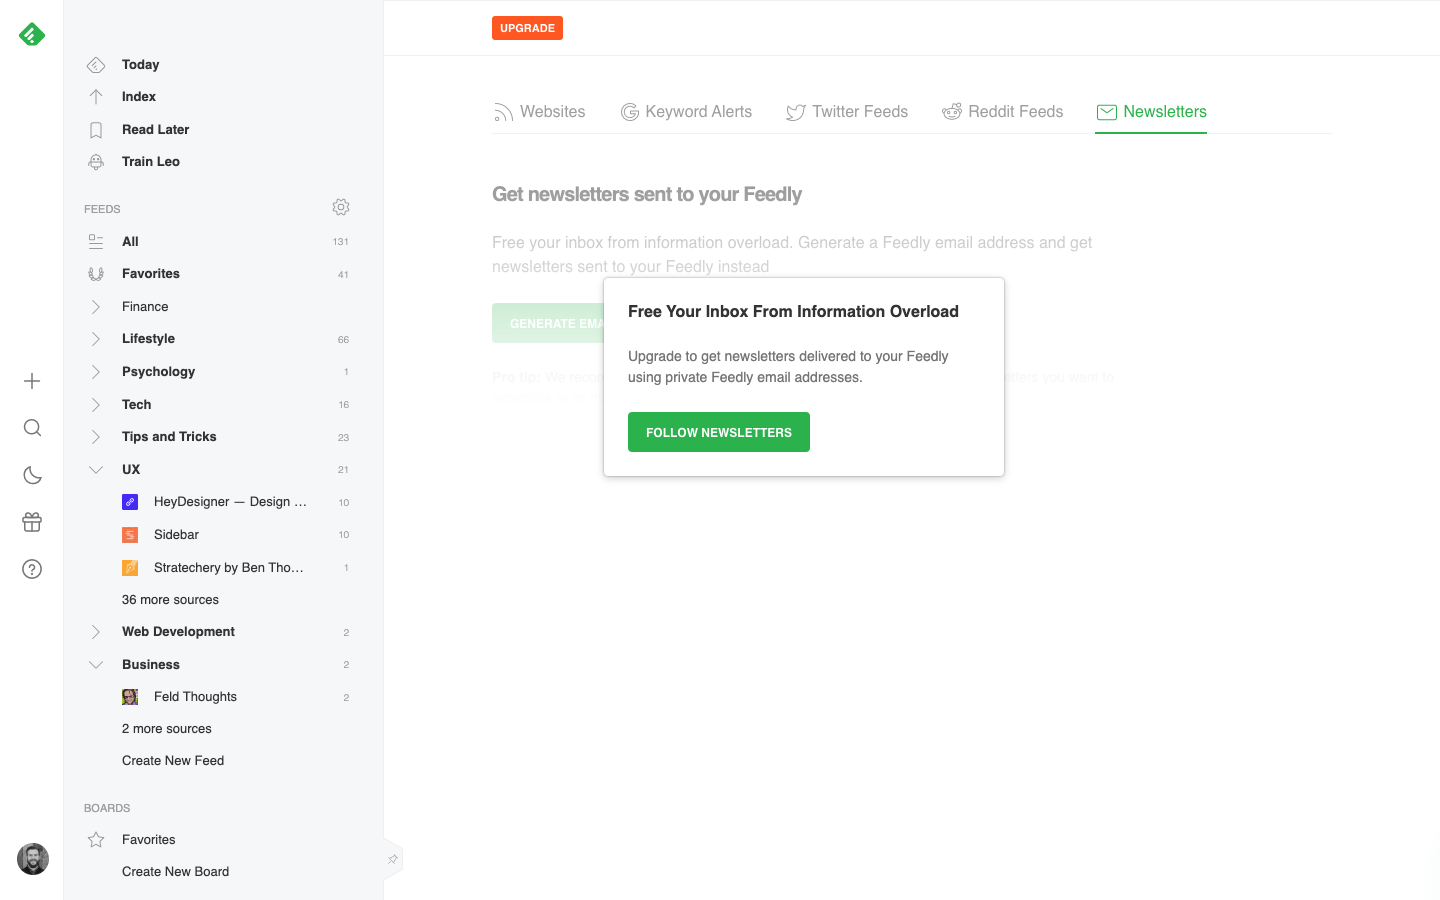 UPGRADE
Today
Index
Read Later
Train Leo
FEEDS
All 131
Favorites 41
Finance
Lifestyle 66
Psychology 1
Tech 16
Tips and Tricks 23
UX 21
HeyDesigner — Design ... 10
Sidebar 10
Stratechery by Ben Tho... 1
36 more sources
Web Development 2
Business 2
Feld Thoughts 2
2 more sources
Create New Feed
BOARDS
Favorites
Create New Board
Websites Keyword Alerts Twitter Feeds Reddit Feeds Newsletters
Get newsletters sent to your Feedly
Free your inbox from information overload. Generate a Feedly email address and get
newsletters sent to your Feedly instead
GENERATE EMA
Pro tip: We recon tters you want to
Free Your Inbox From Information Overload
Upgrade to get newsletters delivered to your Feedly
using private Feedly email addresses.
FOLLOW NEWSLETTERS